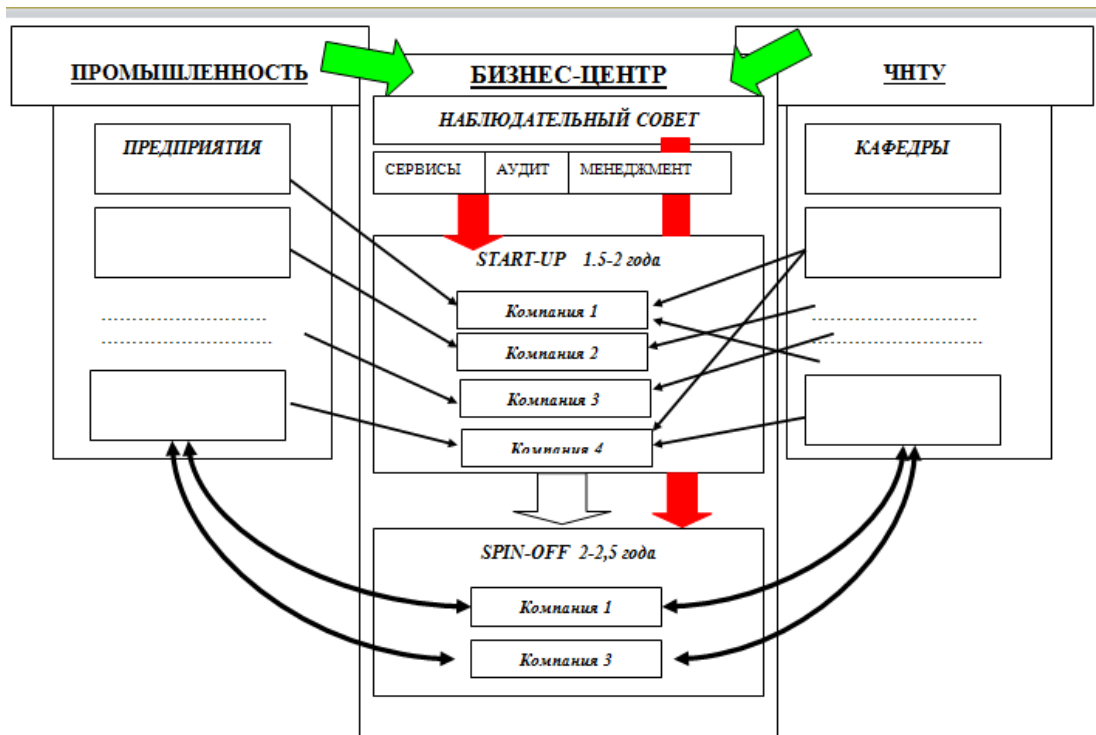 ПРОМЫШЛЕННОСТЬ
БИЗНЕС-ЦЕНТР
ЧНТУ
НАБЛЮДАТЕЛЬНЫЙ СОВЕТ
ПРЕДПРИЯТИЯ
КАФЕДРЫ
СЕРВИСЫ АУДИТ МЕНЕДЖМЕНТ
START-UP 1.5-2 года
Компания 1
Компания 2
Компания 3
Компания 4
SPIN-OFF 2-2,5 года
Компания 1
Компания 3